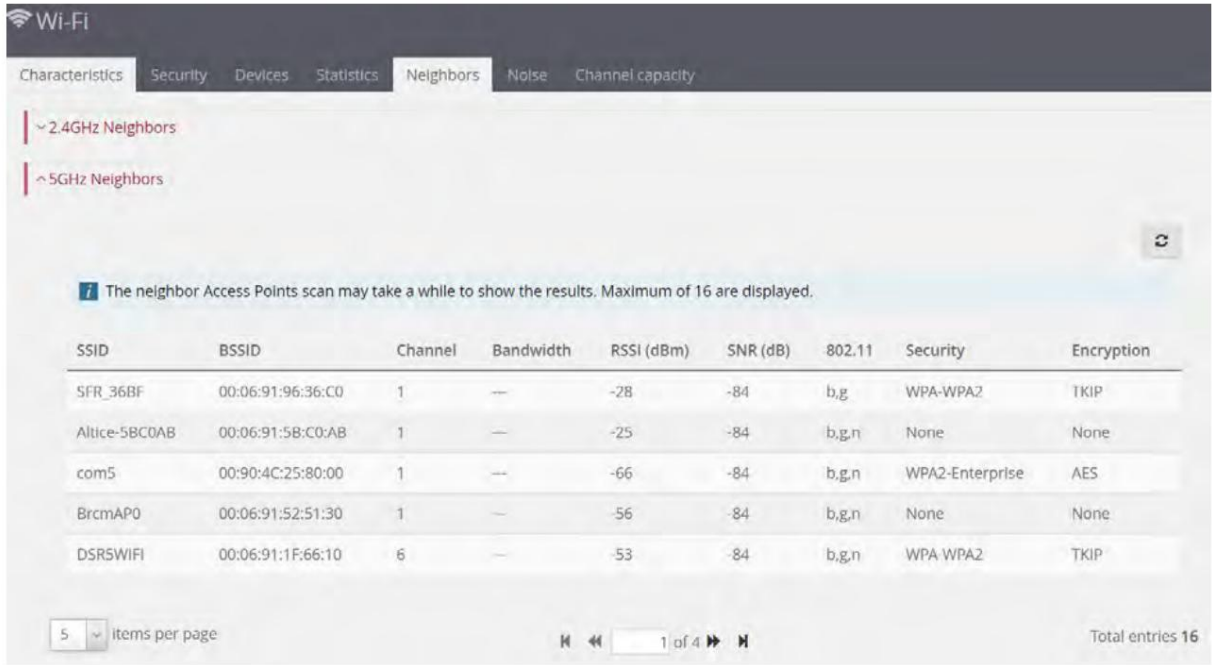 Wi-Fi
Characteristics Security Devices Statistics Neighbors Noise Channel capacity
2.4GHz Neighbors
5GHz Neighbors
i The neighbor Access Points scan may take a while to show the results. Maximum of 16 are displayed.
SSID BSSID Channel Bandwidth RSSI (dBm) SNR (dB) 802.11 Security Encryption
SFR_36BF 00:06:91:96:36:C0 1 --- -28 -84 b,g WPA-WPA2 TKIP
Altice-5BC0AB 00:06:91:5B:C0:AB 1 --- -25 -84 b,g,n None None
com5 00:90:4C:25:80:00 1 --- -66 -84 b,g,n WPA2-Enterprise AES
BrcmAP0 00:06:91:52:51:30 1 --- -56 -84 b,g,n None None
DSR5WIFI 00:06:91:1F:66:10 6 --- -53 -84 b,g,n WPA-WPA2 TKIP
5 items per page 1 of 4 Total entries 16